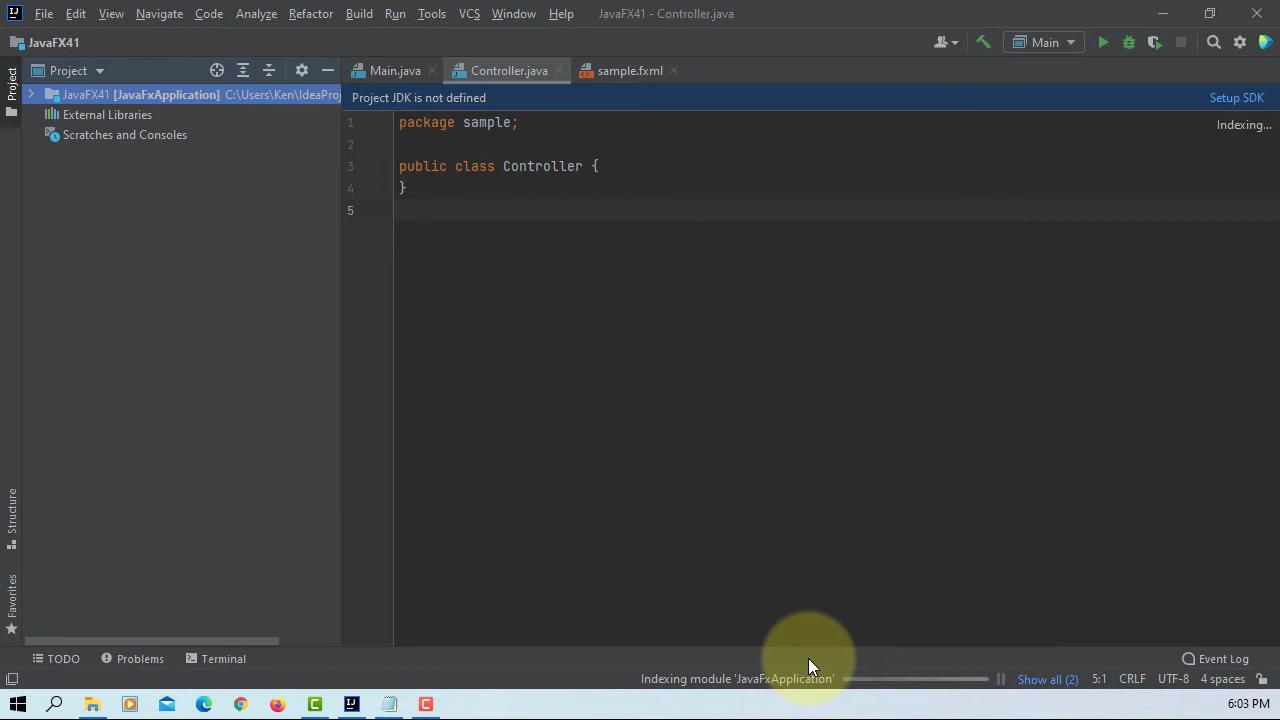 File Edit View Navigate Code Analyze Refactor Build Run Tools VCS Window Help JavaFX41 - Controller.java
JavaFX41
Main
Project
Main.java
Controller.java
sample.fxml
Project
JavaFX41 [JavaFxApplication] C:\Users\Ken\IdeaProj
External Libraries
Scratches and Consoles
Project JDK is not defined
Setup SDK
Indexing...
1 package sample;
2
3 public class Controller {
4 }
5
Structure
Favorites
TODO Problems Terminal Event Log
Indexing module 'JavaFxApplication' Show all (2) 5:1 CRLF UTF-8 4 spaces
6:03 PM